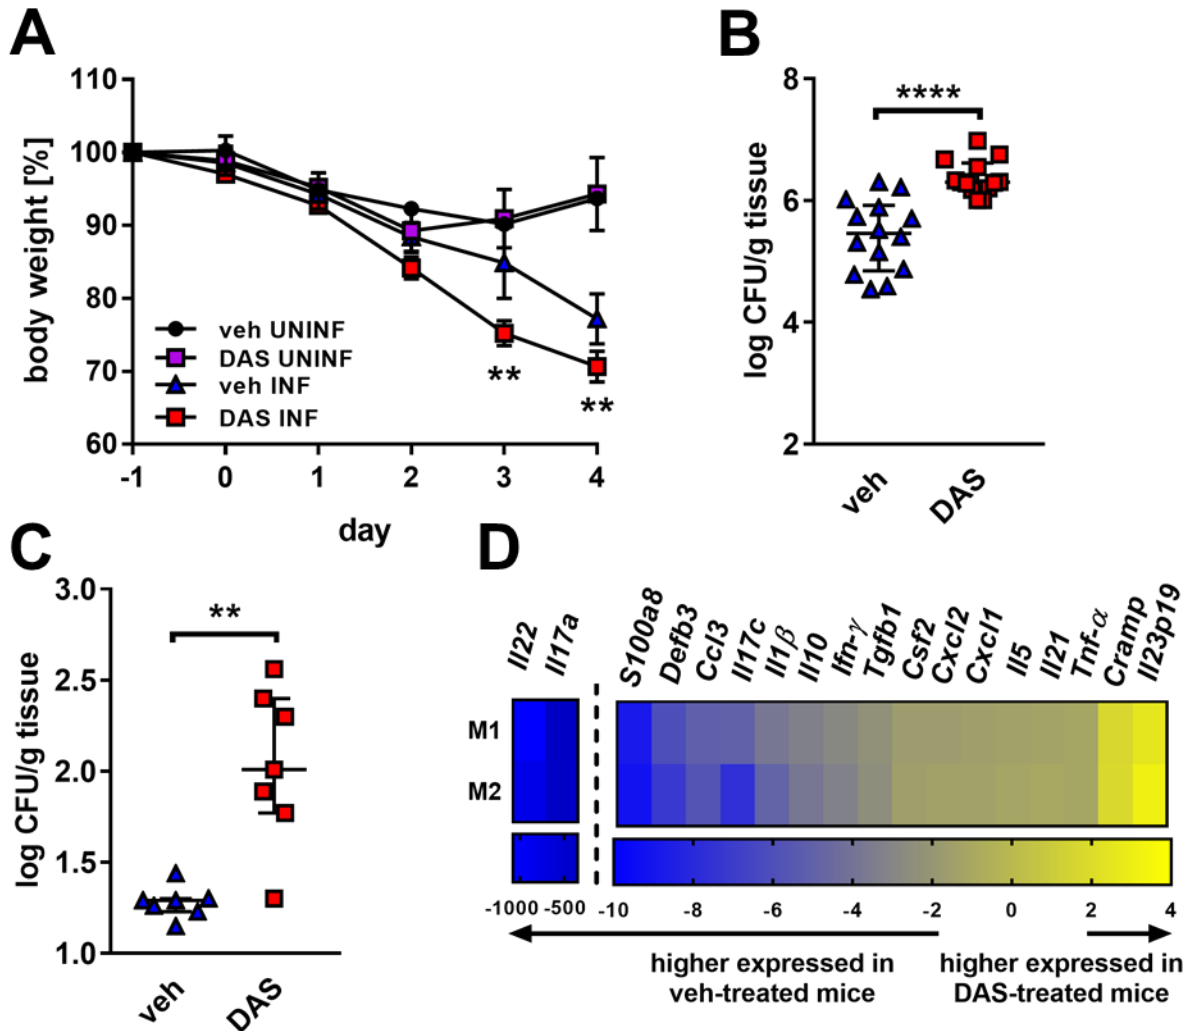 A
B
110
100
90
80
70
60
body weight [%]
veh UNINF
DAS UNINF
veh INF
DAS INF
**
**
-1 0 1 2 3 4
day
8
6
4
2
log CFU/g tissue
****
veh DAS
C
D
3.0
2.5
2.0
1.5
1.0
log CFU/g tissue
**
veh DAS
Il22 Il17a S100a8 Defb3 Ccl3 Il17c Il1β Il10 Ifn-γ Tgfb1 Csf2 Cxcl2 Cxcl1 Il5 Il21 Tnf-α Cramp Il23p19
M1
M2
-1000 -500 -10 -8 -6 -4 -2 0 2 4
higher expressed in
veh-treated mice
higher expressed in
DAS-treated mice